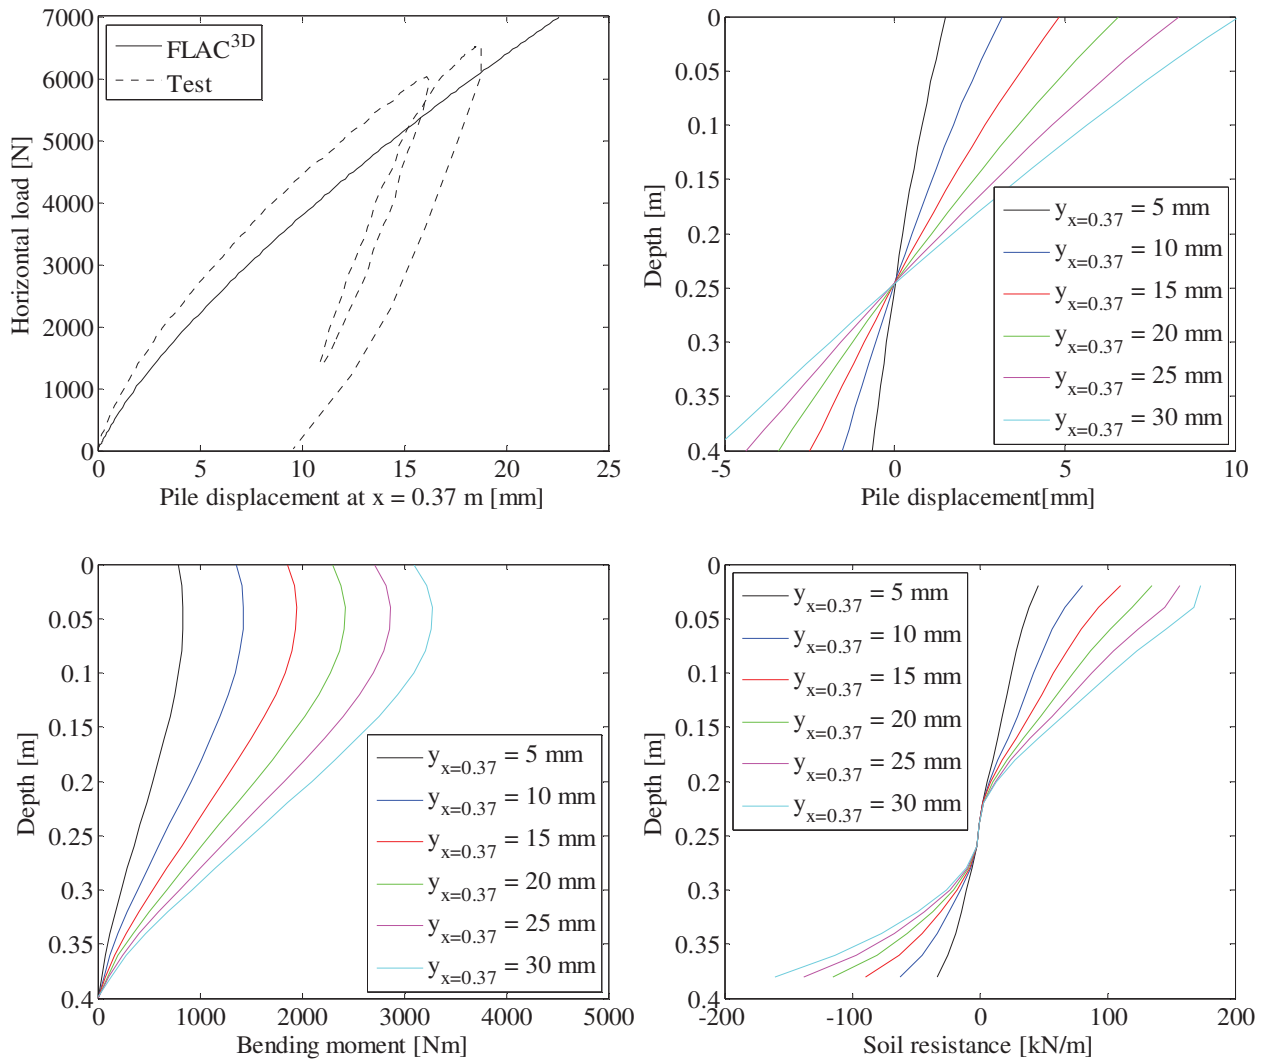 7000
6000
5000
4000
3000
2000
1000
0
Horizontal load [N]
FLAC3D
Test
0 5 10 15 20 25
Pile displacement at x = 0.37 m [mm]
0
0.05
0.1
0.15
0.2
0.25
0.3
0.35
0.4
Depth [m]
yx=0.37 = 5 mm
yx=0.37 = 10 mm
yx=0.37 = 15 mm
yx=0.37 = 20 mm
yx=0.37 = 25 mm
yx=0.37 = 30 mm
-5 0 5 10
Pile displacement[mm]
0
0.05
0.1
0.15
0.2
0.25
0.3
0.35
0.4
Depth [m]
yx=0.37 = 5 mm
yx=0.37 = 10 mm
yx=0.37 = 15 mm
yx=0.37 = 20 mm
yx=0.37 = 25 mm
yx=0.37 = 30 mm
0 1000 2000 3000 4000 5000
Bending moment [Nm]
0
0.05
0.1
0.15
0.2
0.25
0.3
0.35
0.4
Depth [m]
yx=0.37 = 5 mm
yx=0.37 = 10 mm
yx=0.37 = 15 mm
yx=0.37 = 20 mm
yx=0.37 = 25 mm
yx=0.37 = 30 mm
-200 -100 0 100 200
Soil resistance [kN/m]